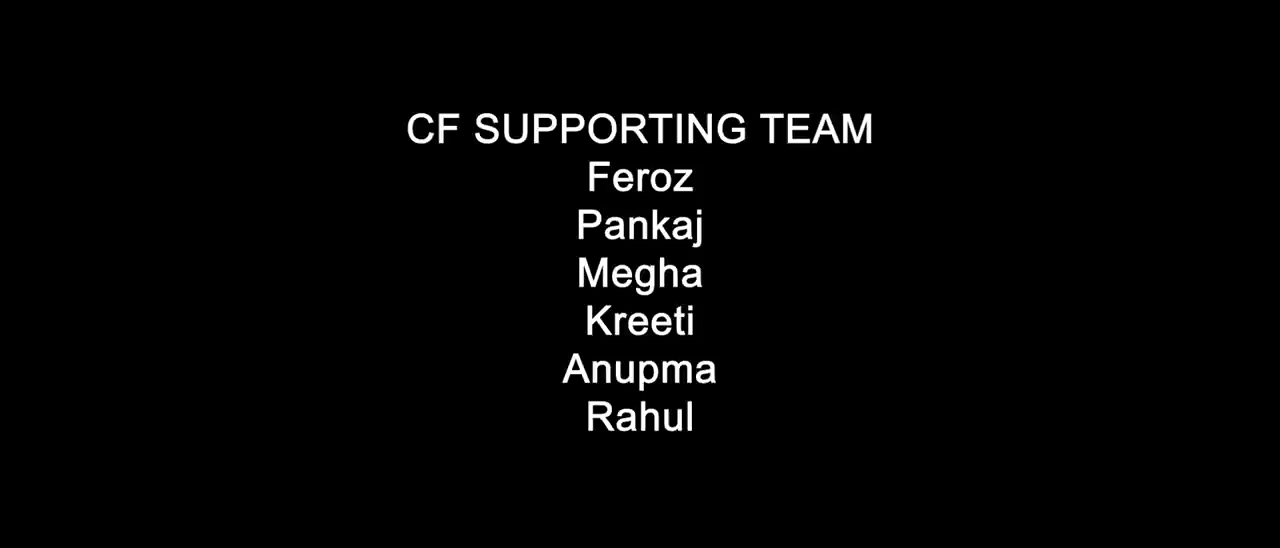 CF SUPPORTING TEAM
Feroz
Pankaj
Megha
Kreeti
Anupma
Rahul